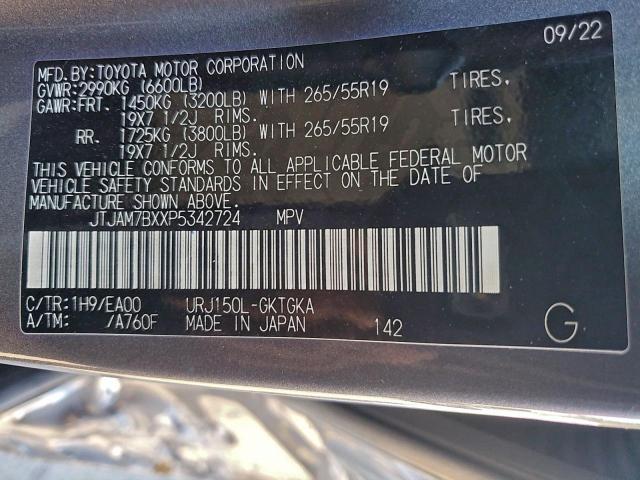 09/22
MFD.BY:TOYOTA MOTOR CORPORATION
GVWR:2990KG (6600LB)
GAWR:FRT. 1450KG (3200LB) WITH 265/55R19 TIRES,
19X7 1/2J RIMS.
RR. 1725KG (3800LB) WITH 265/55R19 TIRES,
19X7 1/2J RIMS.
THIS VEHICLE CONFORMS TO ALL APPLICABLE FEDERAL MOTOR
VEHICLE SAFETY STANDARDS IN EFFECT ON THE DATE OF
MANUFACTURE SHOWN ABOVE.
JTJAM7BXXP5342724 MPV
C/TR:1H9/EA00 URJ150L-GKTGKA
A/TM: /A760F MADE IN JAPAN 142 G